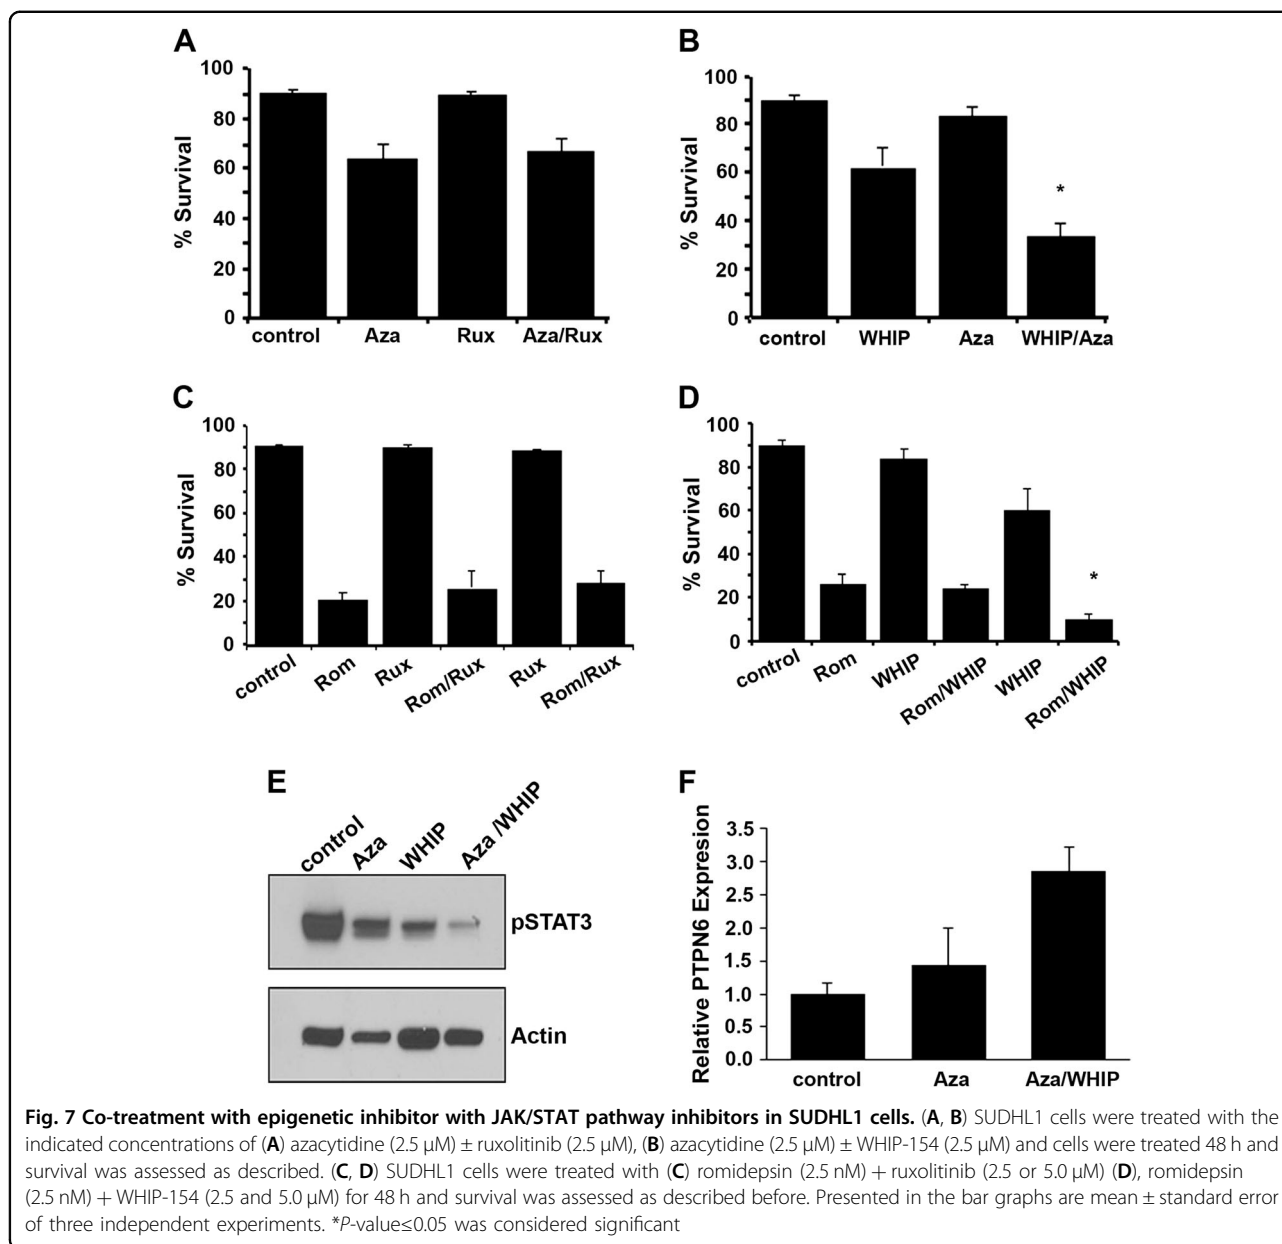 A
100
80
60
40
20
0
% Survival
control Aza Rux Aza/Rux
B
100
80
60
40
20
0
% Survival
control WHIP Aza WHIP/Aza
*
C
100
80
60
40
20
0
% Survival
control Rom Rux Rom/Rux Rux Rom/Rux
D
100
80
60
40
20
0
% Survival
control Rom WHIP Rom/WHIP WHIP Rom/WHIP
*
E
control Aza WHIP Aza /WHIP
pSTAT3
Actin
F
3.5
3.0
2.5
2.0
1.5
1.0
0.5
0.0
Relative PTPN6 Expresion
control Aza Aza/WHIP
Fig. 7 Co-treatment with epigenetic inhibitor with JAK/STAT pathway inhibitors in SUDHL1 cells. (A, B) SUDHL1 cells were treated with the
indicated concentrations of (A) azacytidine (2.5 µM) ± ruxolitinib (2.5 µM), (B) azacytidine (2.5 µM) ± WHIP-154 (2.5 µM) and cells were treated 48 h and
survival was assessed as described. (C, D) SUDHL1 cells were treated with (C) romidepsin (2.5 nM) + ruxolitinib (2.5 or 5.0 µM) (D), romidepsin
(2.5 nM) + WHIP-154 (2.5 and 5.0 µM) for 48 h and survival was assessed as described before. Presented in the bar graphs are mean ± standard error
of three independent experiments. *P-value≤0.05 was considered significant